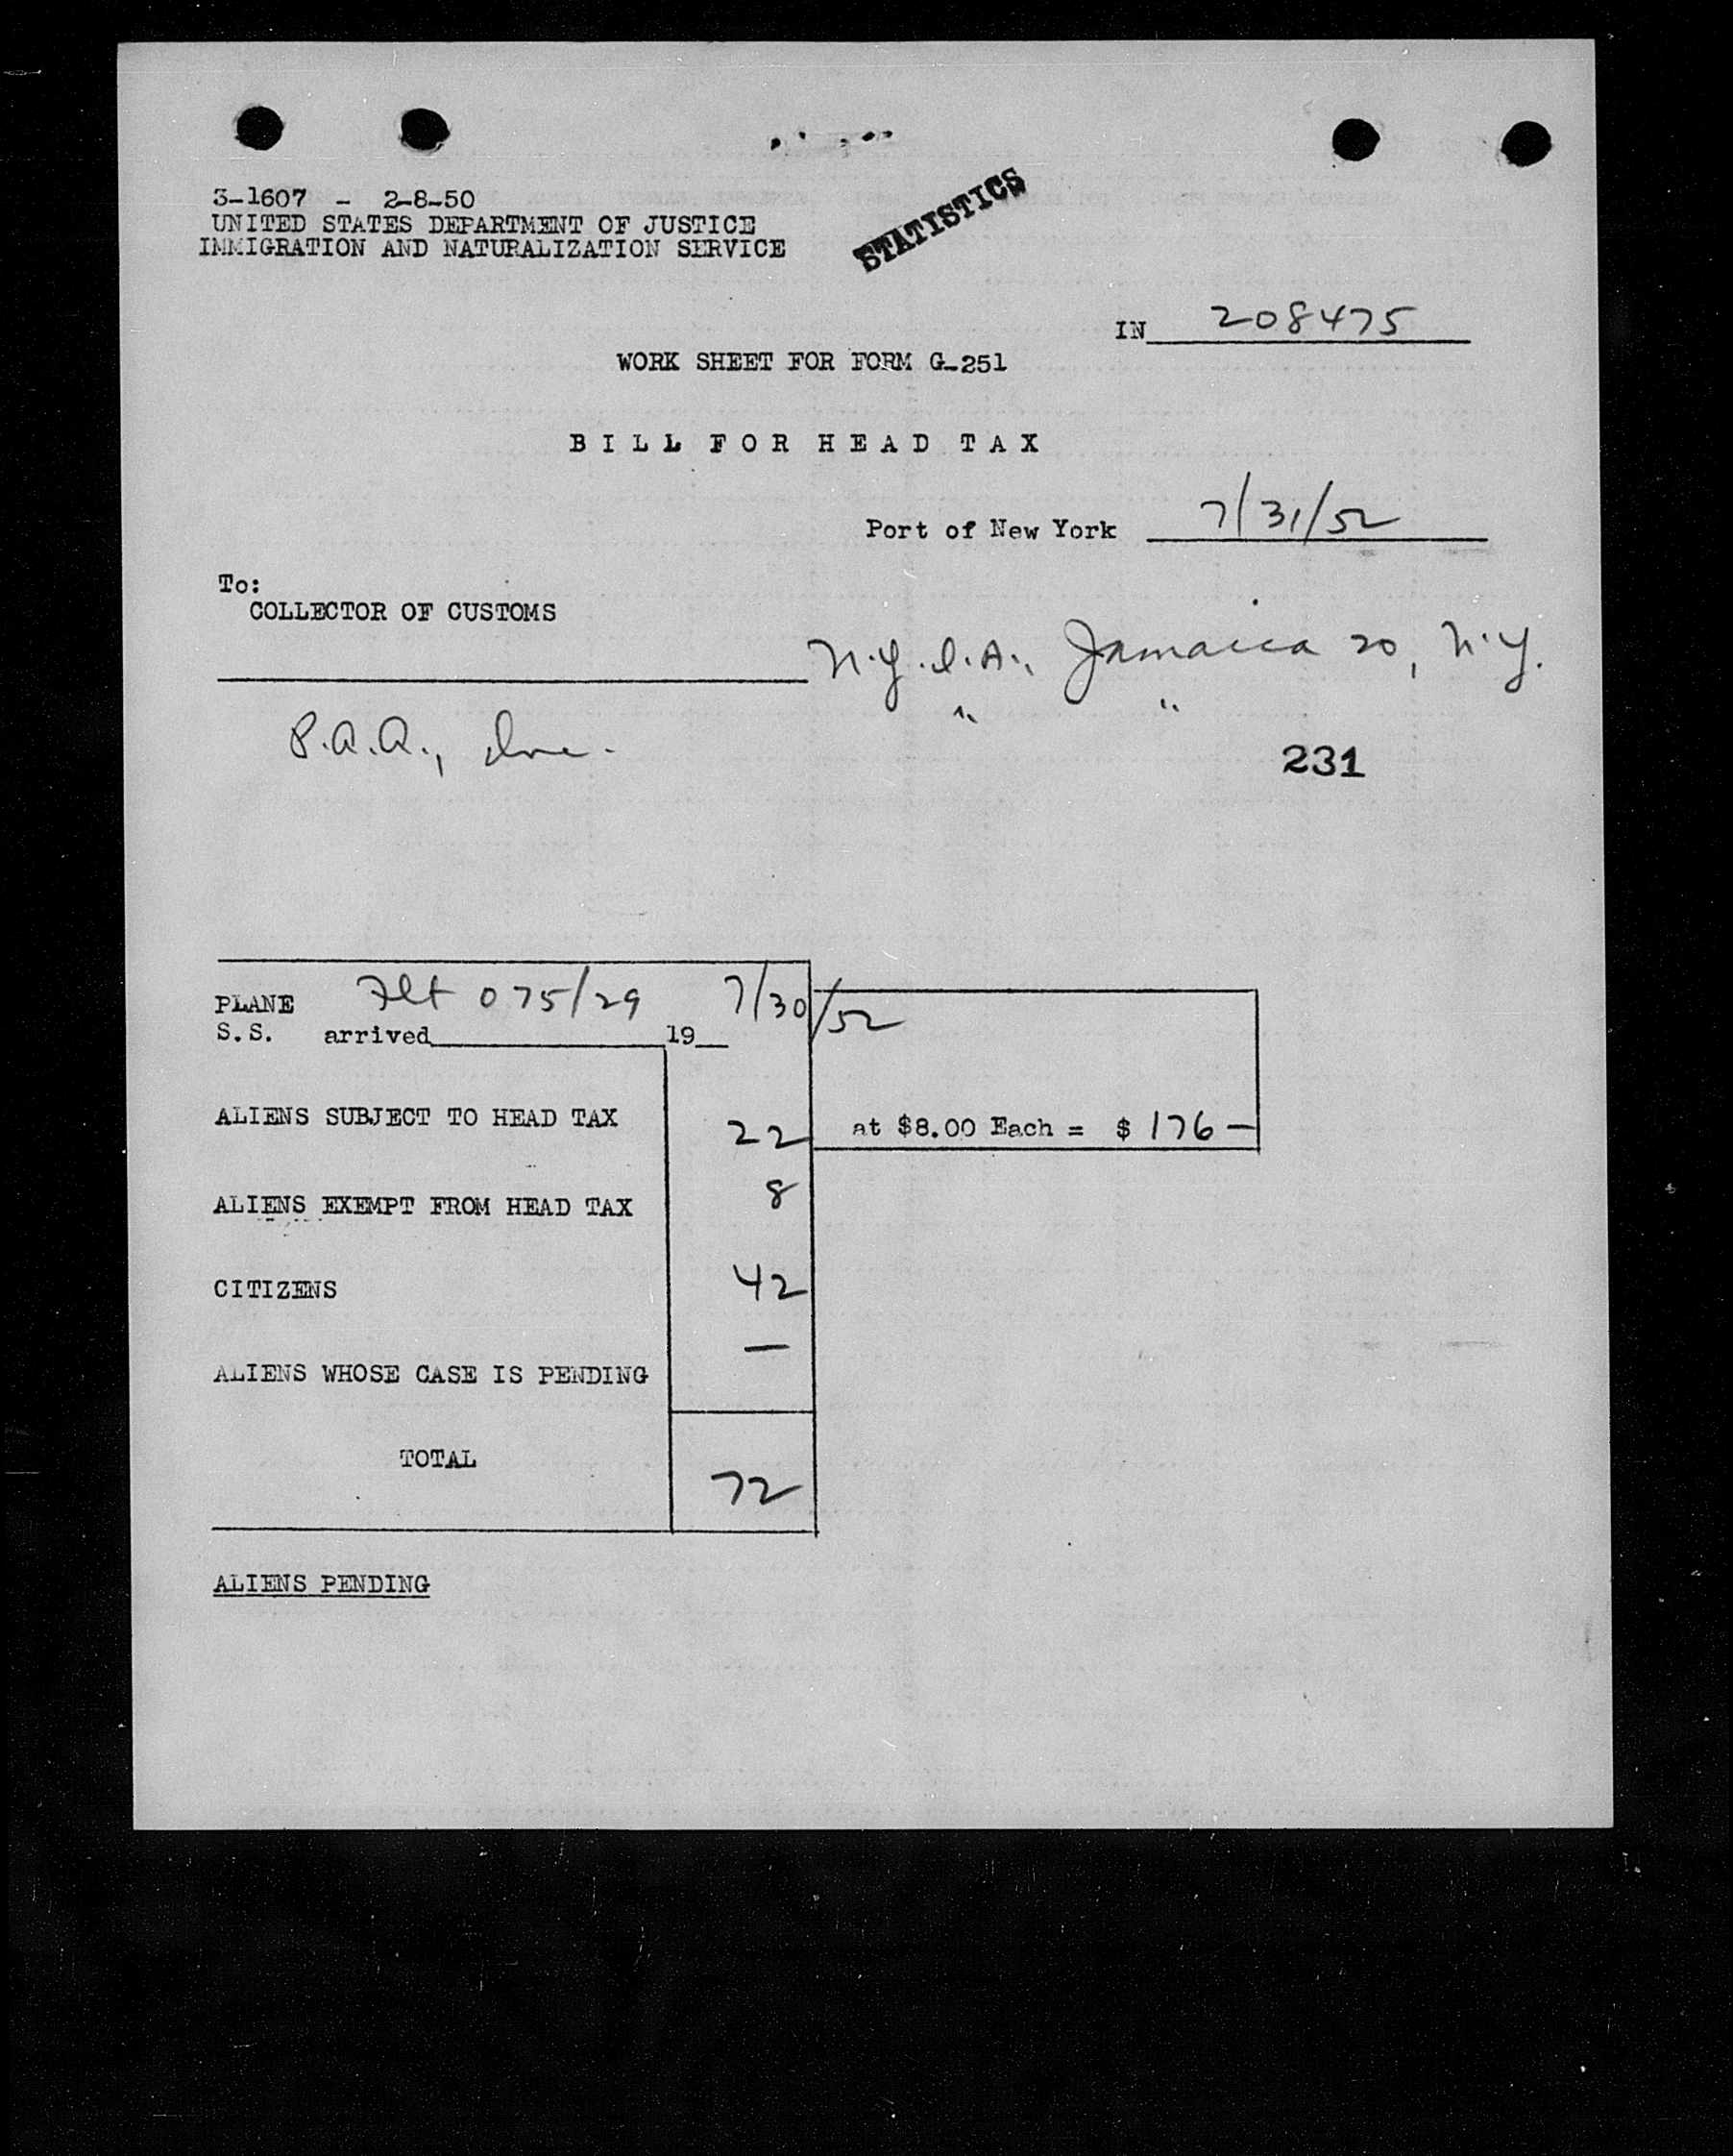 3-1607 - 2-8-50
UNITED STATES DEPARTMENT OF JUSTICE
IMMIGRATION AND NATURALIZATION SERVICE
STATISTICS
IN 208475
WORK SHEET FOR FORM G-251
BILL FOR HEAD TAX
Port of New York 7/31/52
To:
COLLECTOR OF CUSTOMS
N.Y.I.A., Jamaica 20, N.Y.
" "
P.A.A., Inc.
231
PLANE Flt 075/29 7/30/52
S.S. arrived 19
ALIENS SUBJECT TO HEAD TAX 22 at $8.00 Each = $ 176 —
ALIENS EXEMPT FROM HEAD TAX 8
CITIZENS 42
ALIENS WHOSE CASE IS PENDING —
TOTAL 72
ALIENS PENDING